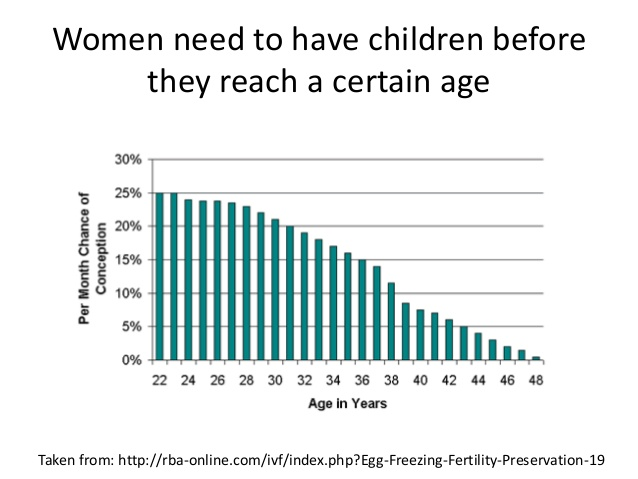 Women need to have children before
they reach a certain age
30%
25%
20%
15%
10%
5%
0%
Per Month Chance of
Conception
22 24 26 28 30 32 34 36 38 40 42 44 46 48
Age in Years
Taken from: http://rba-online.com/ivf/index.php?Egg-Freezing-Fertility-Preservation-19